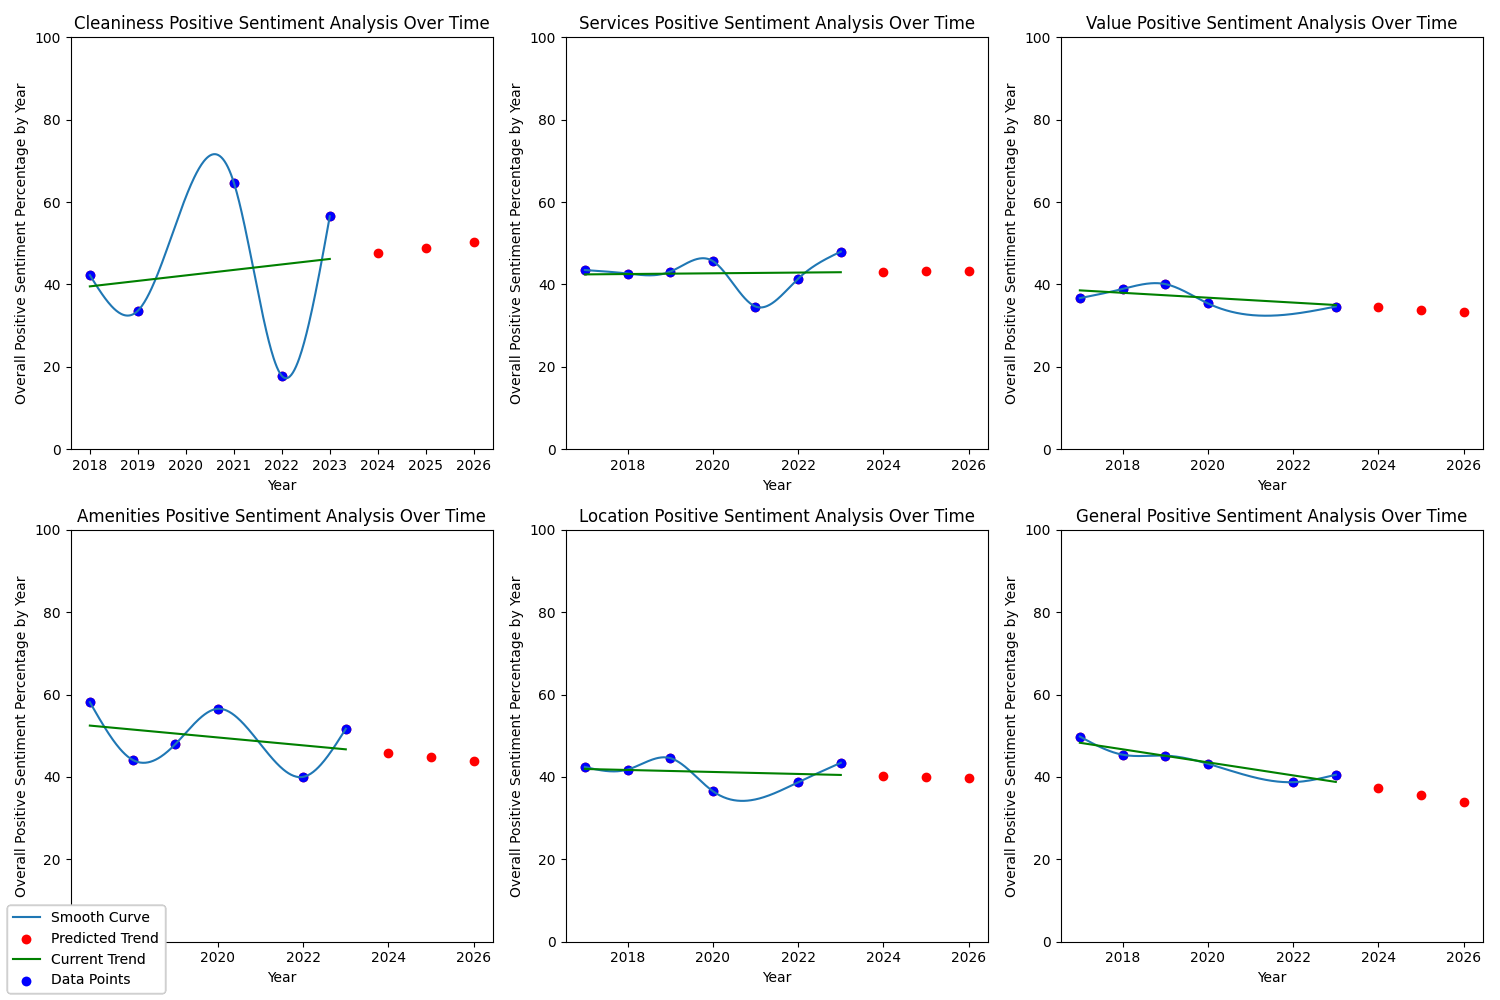 Cleaniness Positive Sentiment Analysis Over Time
Overall Positive Sentiment Percentage by Year
100
80
60
40
20
0
2018 2019 2020 2021 2022 2023 2024 2025 2026
Year
Services Positive Sentiment Analysis Over Time
Overall Positive Sentiment Percentage by Year
100
80
60
40
20
0
2018 2020 2022 2024 2026
Year
Value Positive Sentiment Analysis Over Time
Overall Positive Sentiment Percentage by Year
100
80
60
40
20
0
2018 2020 2022 2024 2026
Year
Amenities Positive Sentiment Analysis Over Time
Overall Positive Sentiment Percentage by Year
100
80
60
40
20
2020 2022 2024 2026
Year
Smooth Curve
Predicted Trend
Current Trend
Data Points
Location Positive Sentiment Analysis Over Time
Overall Positive Sentiment Percentage by Year
100
80
60
40
20
0
2018 2020 2022 2024 2026
Year
General Positive Sentiment Analysis Over Time
Overall Positive Sentiment Percentage by Year
100
80
60
40
20
0
2018 2020 2022 2024 2026
Year